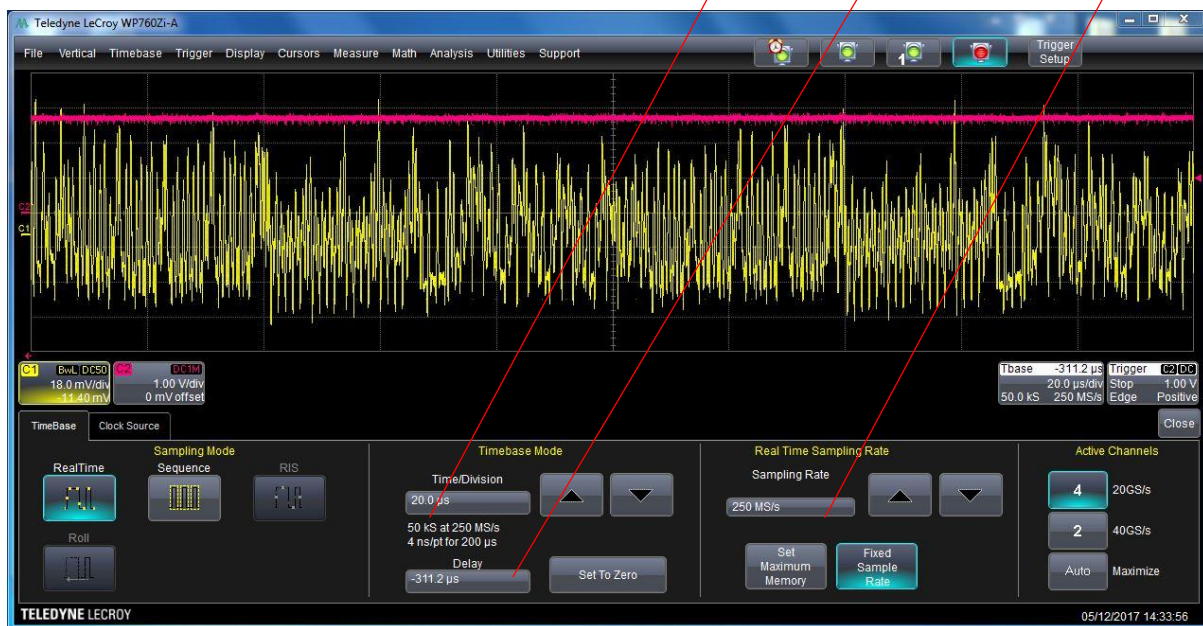 Teledyne LeCroy WP760Zi-A
File Vertical Timebase Trigger Display Cursors Measure Math Analysis Utilities Support
1
Trigger
Setup
C2
C1
C1 BwL DC50
18.0 mV/div
-11.40 mV
C2 DC1M
1.00 V/div
0 mV offset
Tbase -311.2 µs
20.0 µs/div
50.0 kS 250 MS/s
Trigger C2 DC
Stop 1.00 V
Edge Positive
TimeBase Clock Source
Close
Sampling Mode
RealTime Sequence RIS
Roll
Timebase Mode
Time/Division
20.0 µs
50 kS at 250 MS/s
4 ns/pt for 200 µs
Delay
-311.2 µs
Set To Zero
Real Time Sampling Rate
Sampling Rate
250 MS/s
Set
Maximum
Memory
Fixed
Sample
Rate
Active Channels
4 20GS/s
2 40GS/s
Auto Maximize
TELEDYNE LECROY
05/12/2017 14:33:56